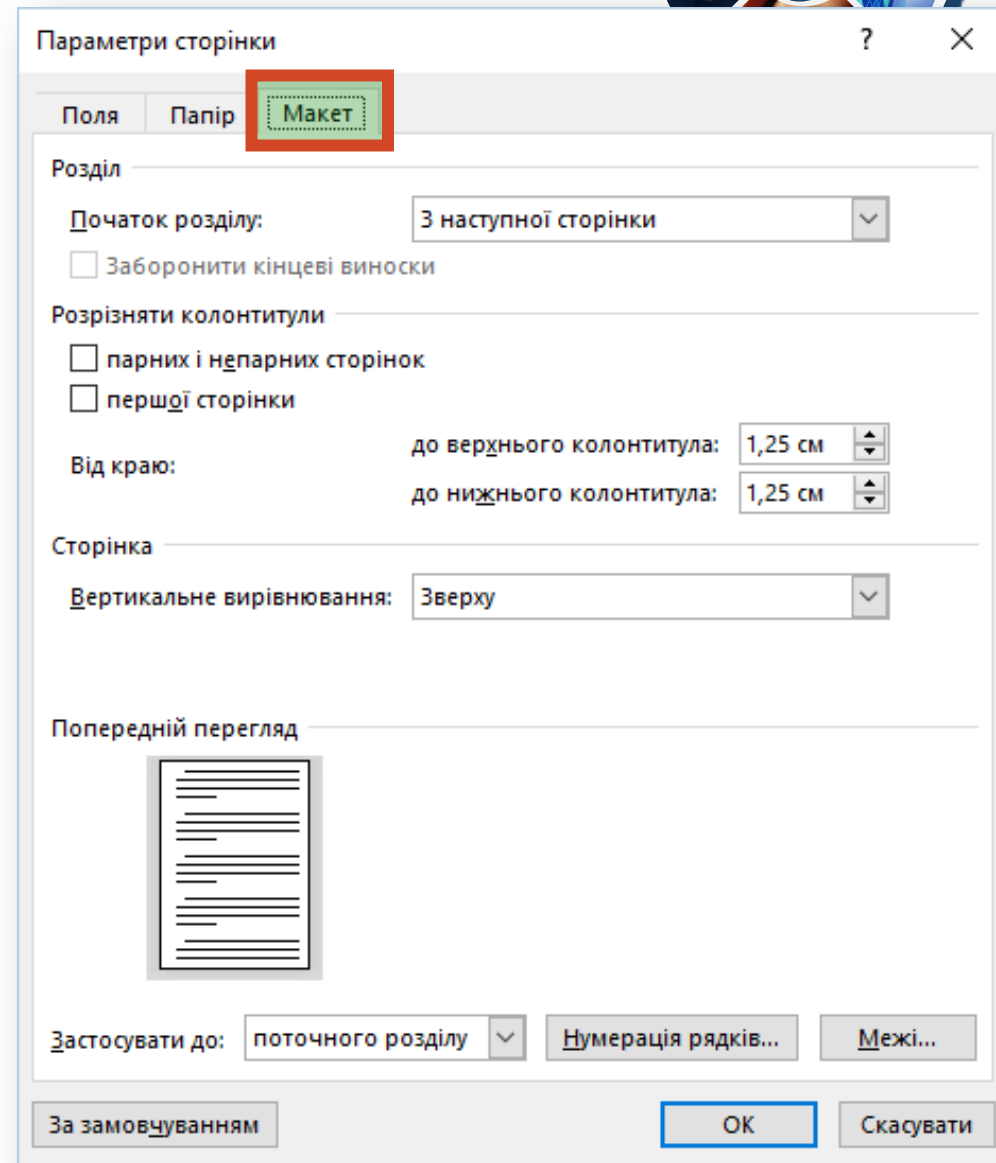 Параметри сторінки ?
Поля Папір Макет
Розділ
Початок розділу: З наступної сторінки
Заборонити кінцеві виноски
Розрізняти колонтитули
парних і непарних сторінок
першої сторінки
Від краю:
до верхнього колонтитула: 1,25 см
до нижнього колонтитула: 1,25 см
Сторінка
Вертикальне вирівнювання: Зверху
Попередній перегляд
Застосувати до: поточного розділу Нумерація рядків... Межі...
За замовчуванням ОК Скасувати